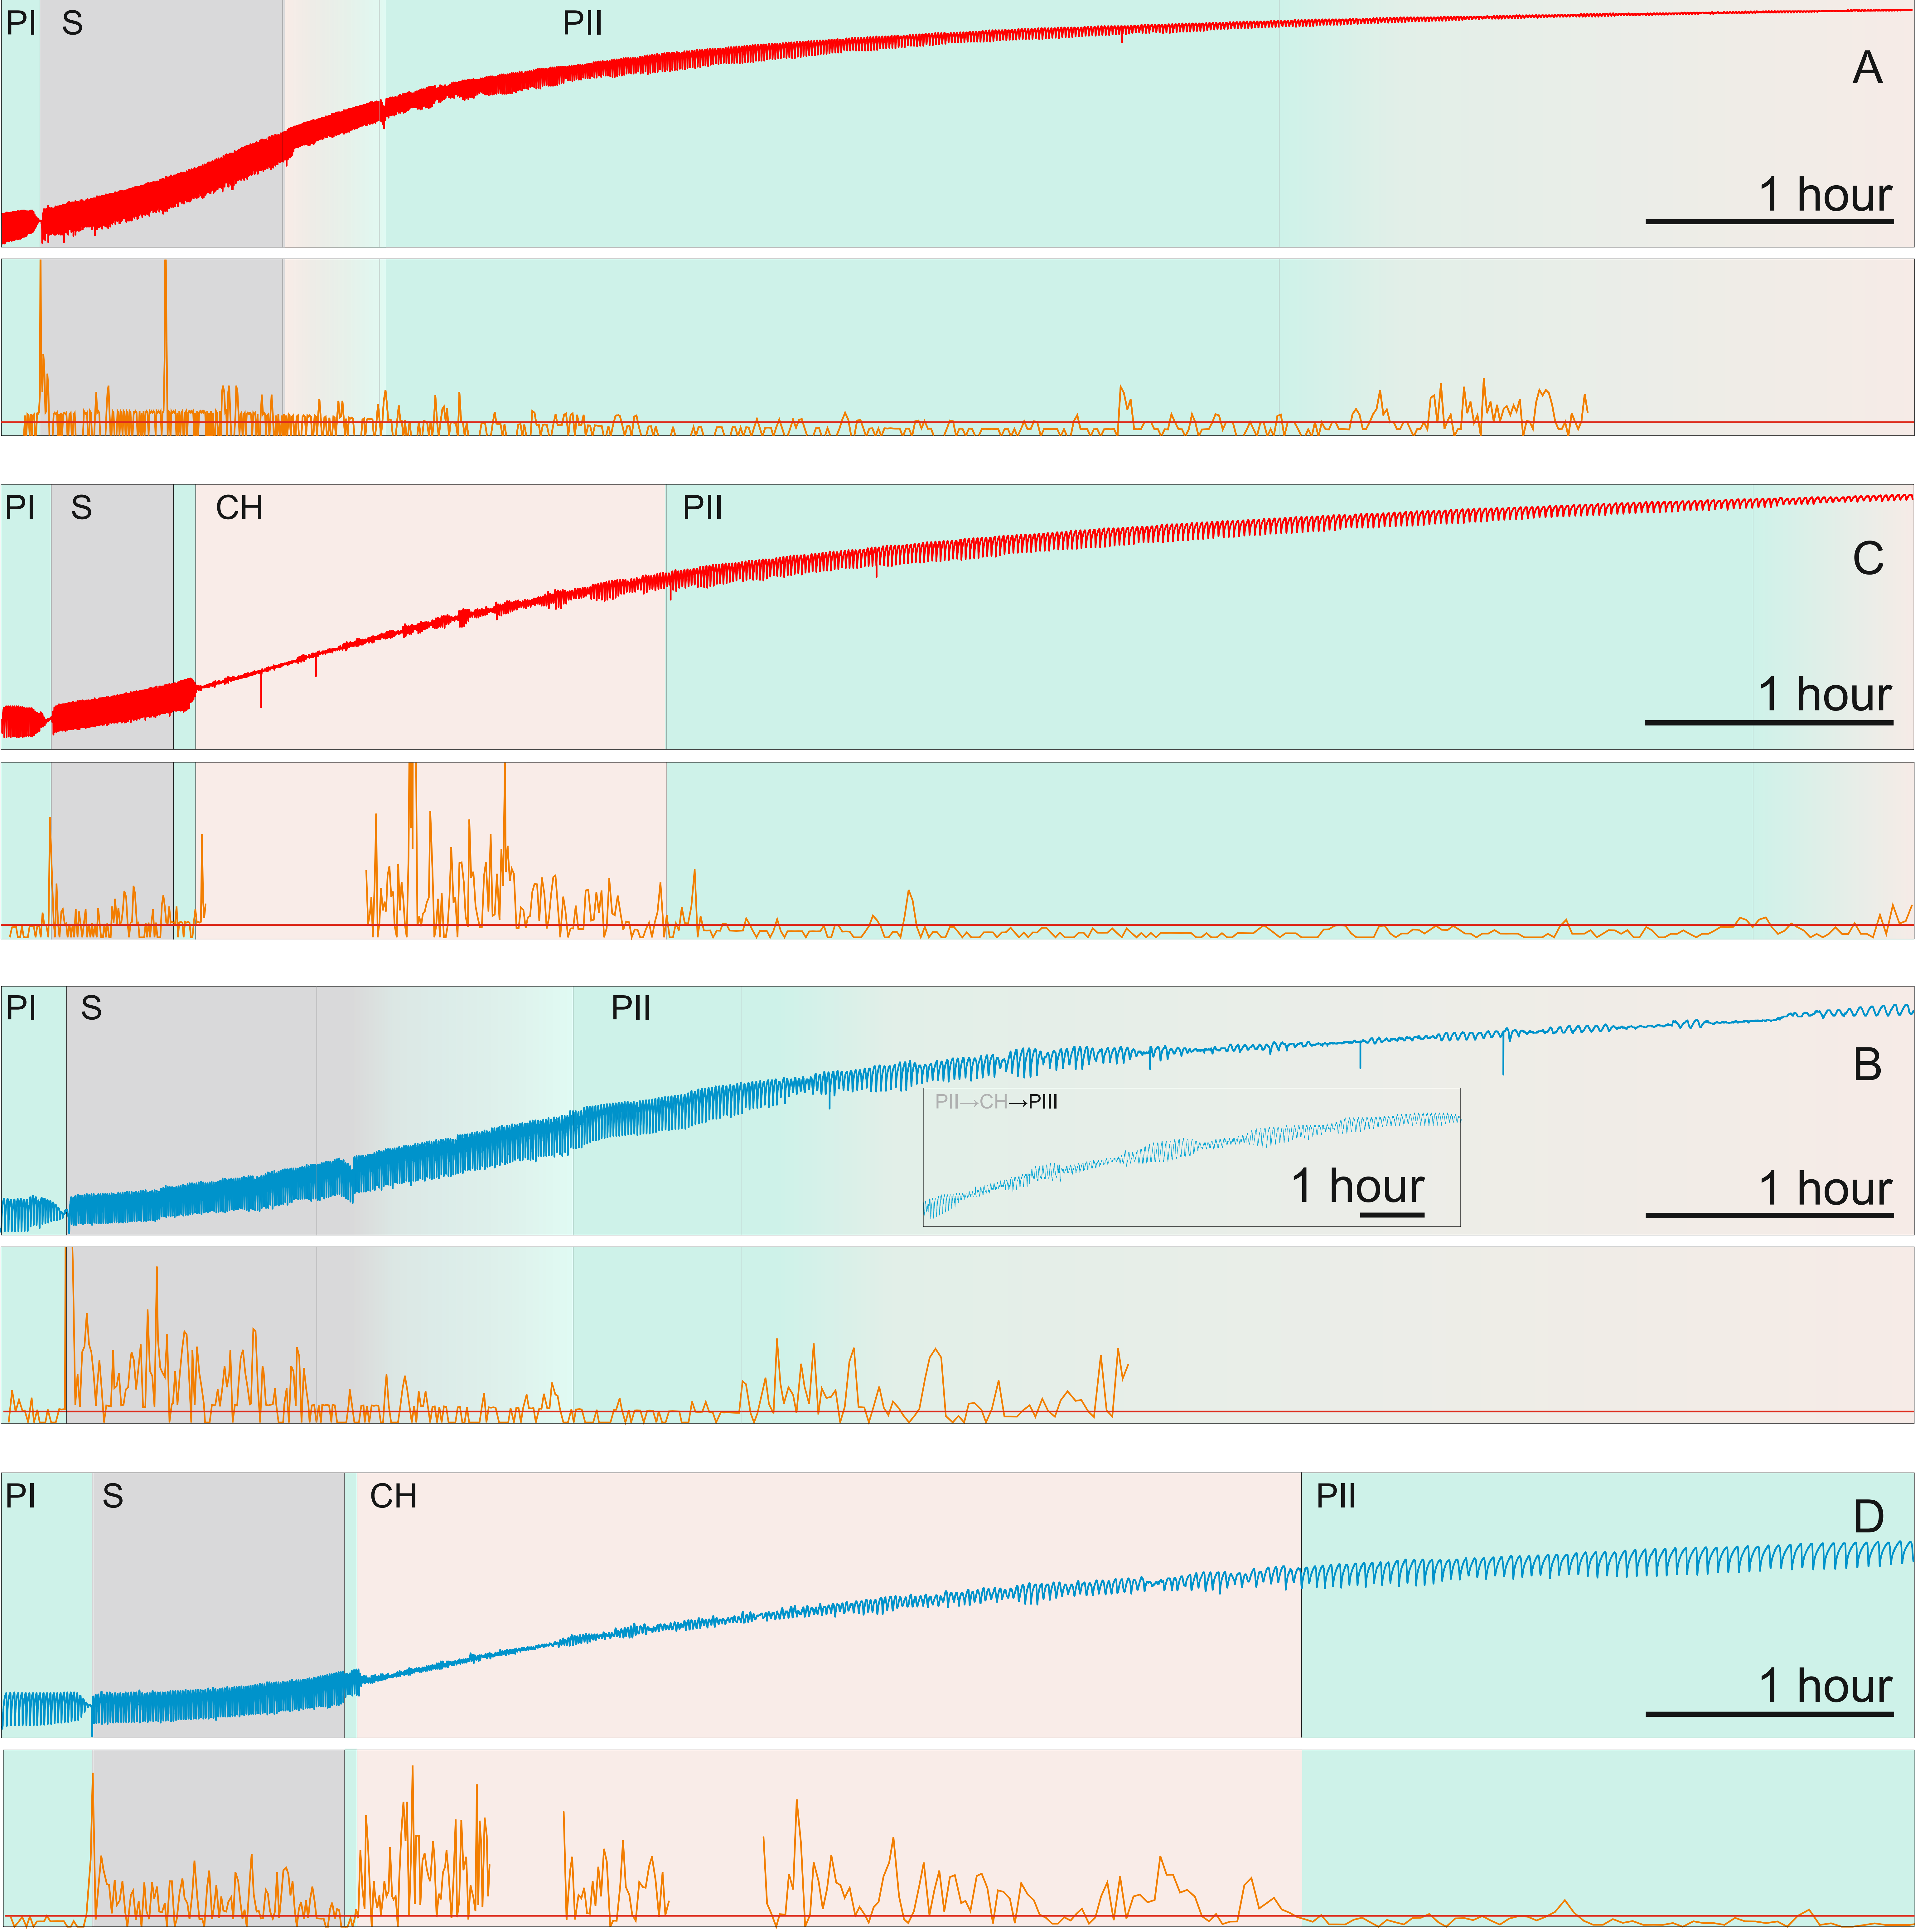 PI S PII
A
1 hour
PI S CH PII
C
1 hour
PI S PII
B
PII→CH→PIII
1 hour 1 hour
PI S CH PII
D
1 hour